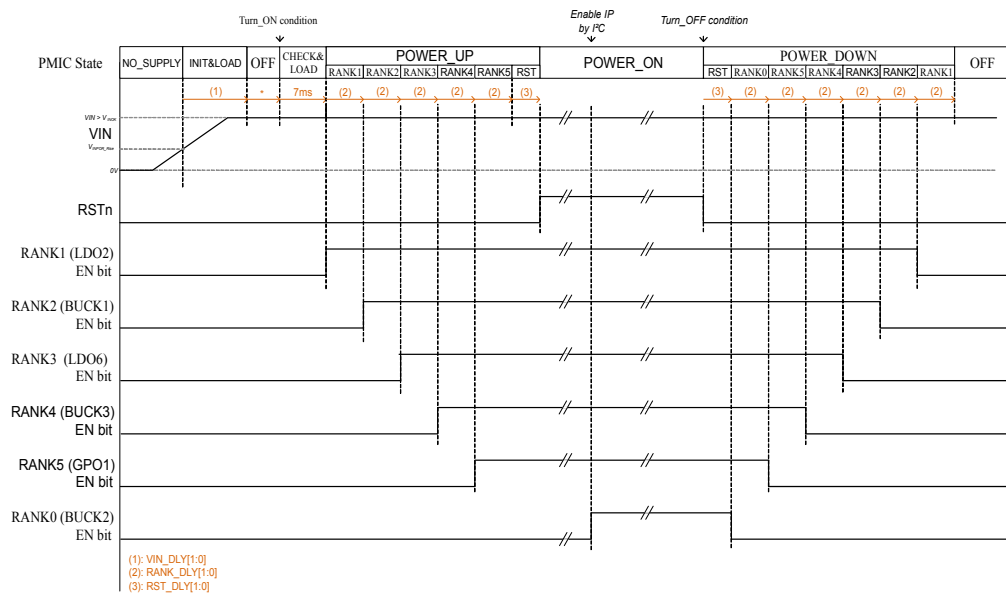 Turn_ON condition
Enable IP
by I²C
Turn_OFF condition
PMIC State
NO_SUPPLY INIT&LOAD OFF CHECK& LOAD POWER_UP POWER_ON POWER_DOWN OFF
RANK1 RANK2 RANK3 RANK4 RANK5 RST RST RANK0 RANK5 RANK4 RANK3 RANK2 RANK1
(1) * 7ms (2) (2) (2) (2) (2) (3) (3) (2) (2) (2) (2) (2) (2)
VIN
0V
RSTn
RANK1 (LDO2)
EN bit
RANK2 (BUCK1)
EN bit
RANK3 (LDO6)
EN bit
RANK4 (BUCK3)
EN bit
RANK5 (GPO1)
EN bit
RANK0 (BUCK2)
EN bit
(1): VIN_DLY[1:0]
(2): RANK_DLY[1:0]
(3): RST_DLY[1:0]